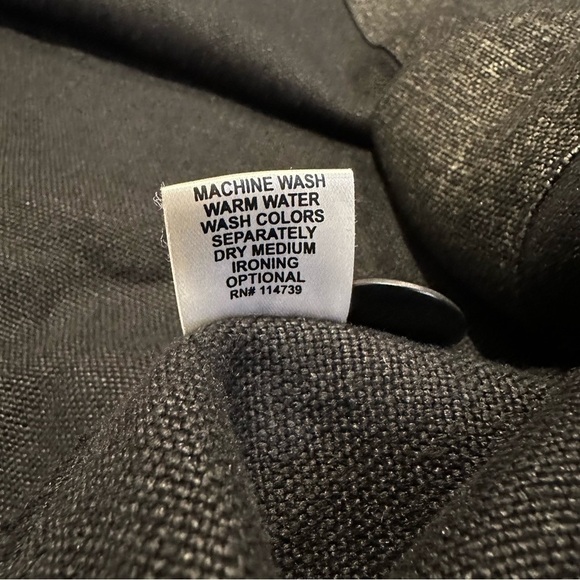 MACHINE WASH
WARM WATER
WASH COLORS
SEPARATELY
DRY MEDIUM
IRONING
OPTIONAL
RN# 114739